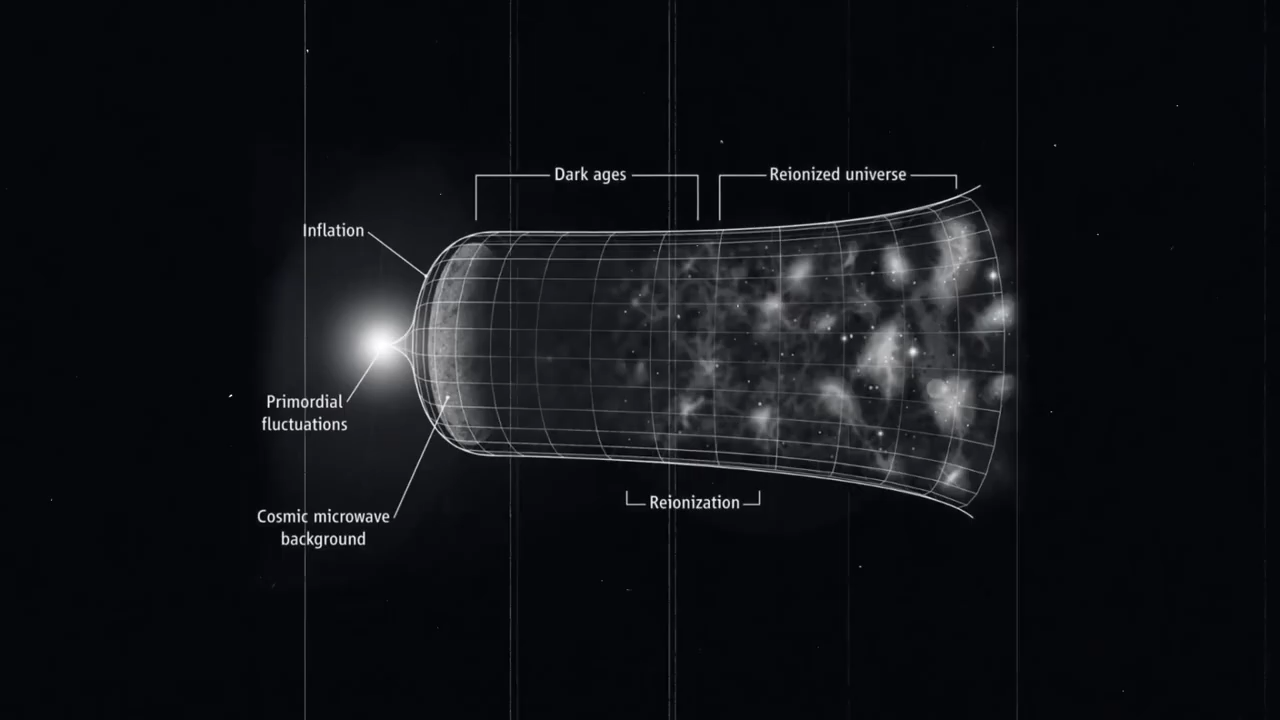 Dark ages
Reionized universe
Inflation
Primordial
fluctuations
Reionization
Cosmic microwave
background